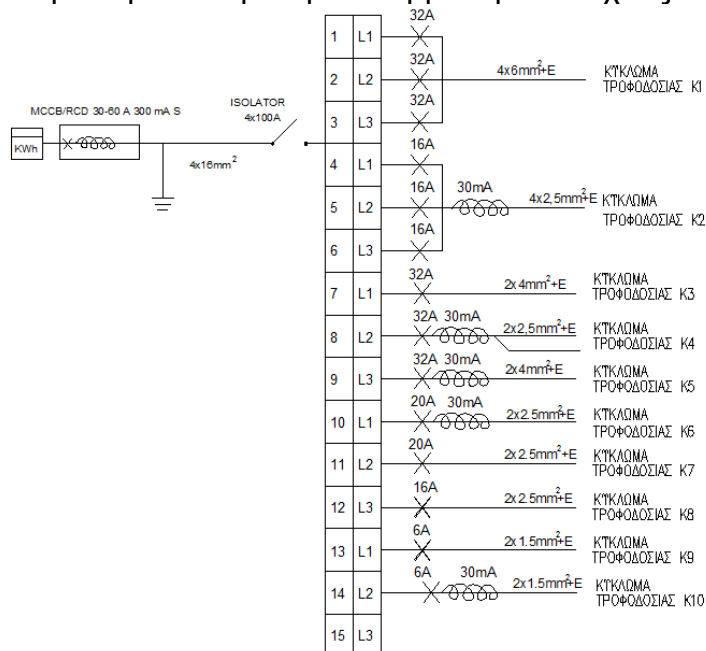 32A
1 L1
32A
2 L2 4x6mm²+E ΚΥΚΛΩΜΑ
ΤΡΟΦΟΔΟΣΙΑΣ Κ1
MCCB/RCD 30-60 A 300 mA S
ISOLATOR
4x100A
32A
3 L3
KWh
4x16mm²
16A
4 L1
16A 30mA
5 L2 4x2,5mm²+E ΚΥΚΛΩΜΑ
ΤΡΟΦΟΔΟΣΙΑΣ Κ2
16A
6 L3
32A
7 L1 2x4mm²+E ΚΥΚΛΩΜΑ
ΤΡΟΦΟΔΟΣΙΑΣ Κ3
32A 30mA
8 L2 2x2,5mm²+E ΚΥΚΛΩΜΑ
ΤΡΟΦΟΔΟΣΙΑΣ Κ4
32A 30mA
9 L3 2x4mm²+E ΚΥΚΛΩΜΑ
ΤΡΟΦΟΔΟΣΙΑΣ Κ5
20A 30mA
10 L1 2x2.5mm²+E ΚΥΚΛΩΜΑ
ΤΡΟΦΟΔΟΣΙΑΣ Κ6
20A
11 L2 2x2.5mm²+E ΚΥΚΛΩΜΑ
ΤΡΟΦΟΔΟΣΙΑΣ Κ7
16A
12 L3 2x2.5mm²+E ΚΥΚΛΩΜΑ
ΤΡΟΦΟΔΟΣΙΑΣ Κ8
6A
13 L1 2x1.5mm²+E ΚΥΚΛΩΜΑ
ΤΡΟΦΟΔΟΣΙΑΣ Κ9
6A 30mA
14 L2 2x1.5mm²+E ΚΥΚΛΩΜΑ
ΤΡΟΦΟΔΟΣΙΑΣ Κ10
15 L3